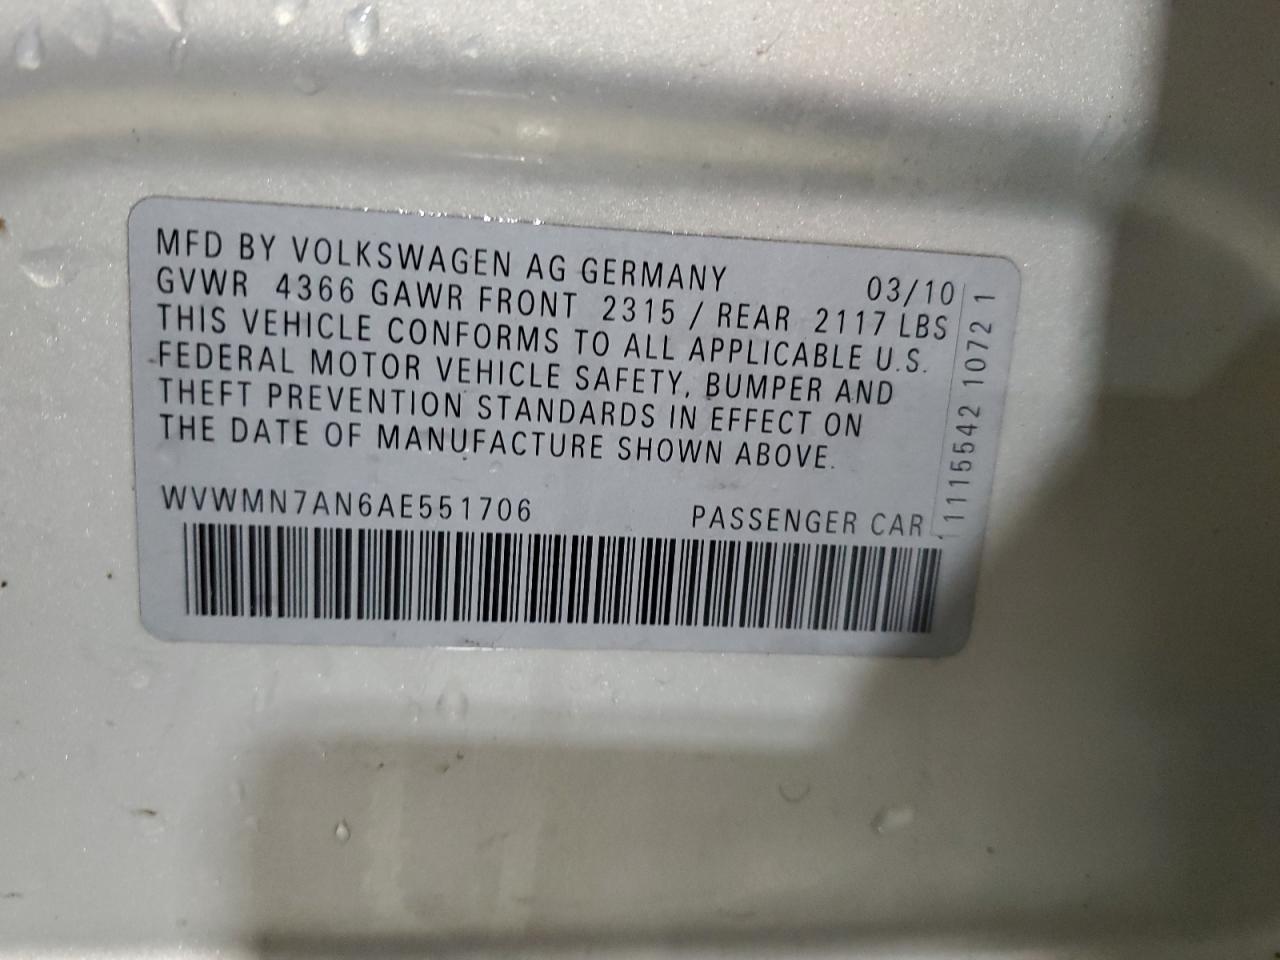 MFD BY VOLKSWAGEN AG GERMANY 03/10
GVWR 4366 GAWR FRONT 2315 / REAR 2117 LBS
THIS VEHICLE CONFORMS TO ALL APPLICABLE U.S.
FEDERAL MOTOR VEHICLE SAFETY, BUMPER AND
THEFT PREVENTION STANDARDS IN EFFECT ON
THE DATE OF MANUFACTURE SHOWN ABOVE.
WVWMN7AN6AE551706 PASSENGER CAR
1115542 1072 1